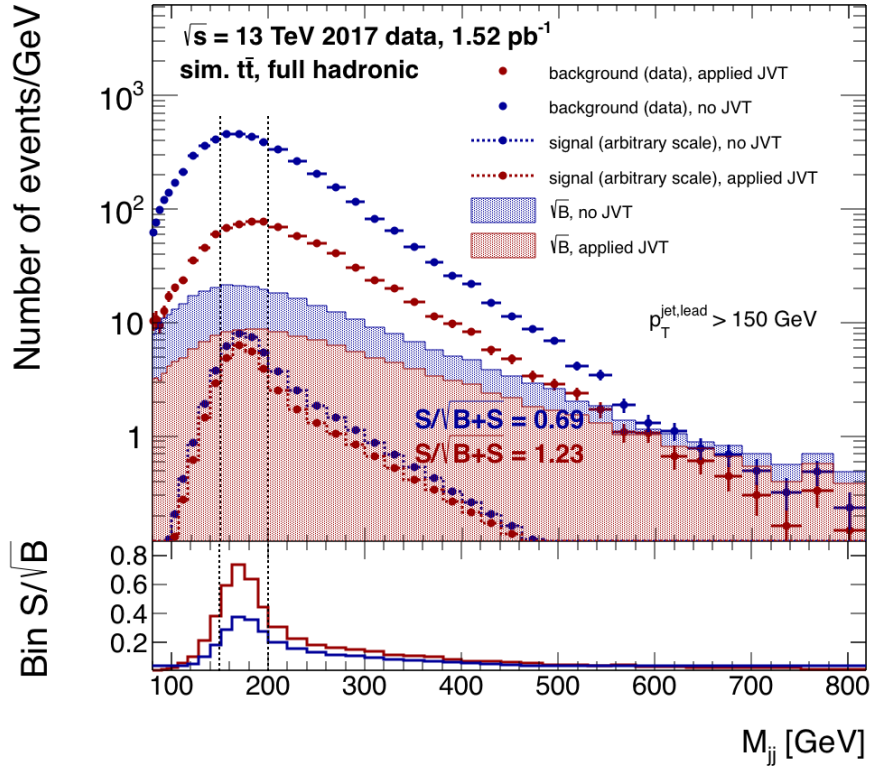 √s = 13 TeV 2017 data, 1.52 pb⁻¹
sim. tt̄, full hadronic
background (data), applied JVT
background (data), no JVT
signal (arbitrary scale), no JVT
signal (arbitrary scale), applied JVT
√B, no JVT
√B, applied JVT
p_T^{jet,lead} > 150 GeV
S/√B+S = 0.69
S/√B+S = 1.23
Number of events/GeV
10³
10²
10
1
Bin S/√B
0.8
0.6
0.4
0.2
100 200 300 400 500 600 700 800
M_{jj} [GeV]